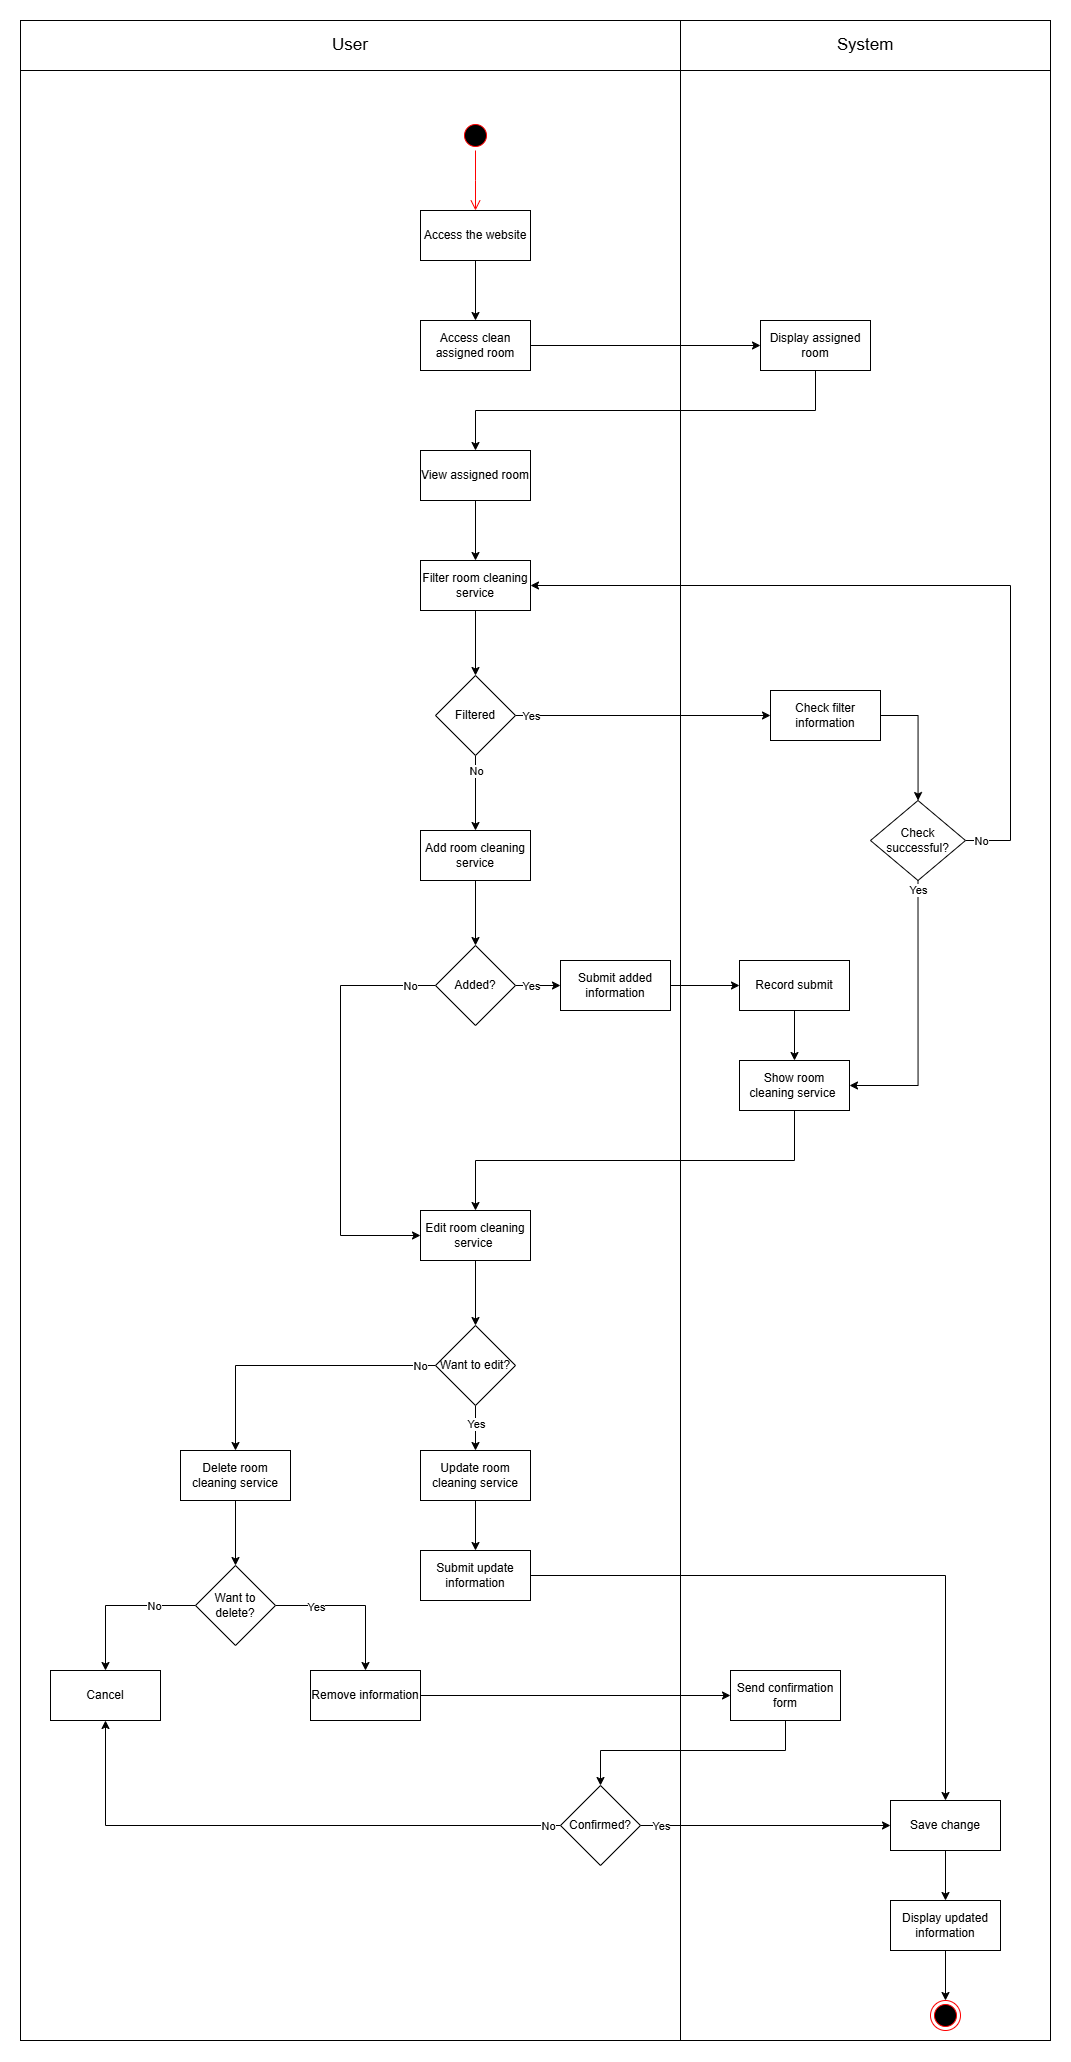 User
System
Access the website
Access clean
assigned room
Display assigned
room
View assigned room
Filter room cleaning
service
Filtered
Yes
Check filter
information
No
Check
successful?
No
Yes
Add room cleaning
service
Added?
No
Yes
Submit added
information
Record submit
Show room
cleaning service
Edit room cleaning
service
Want to edit?
No
Yes
Delete room
cleaning service
Update room
cleaning service
Submit update
information
Want to
delete?
No
Yes
Cancel
Remove information
Send confirmation
form
Confirmed?
No
Yes
Save change
Display updated
information